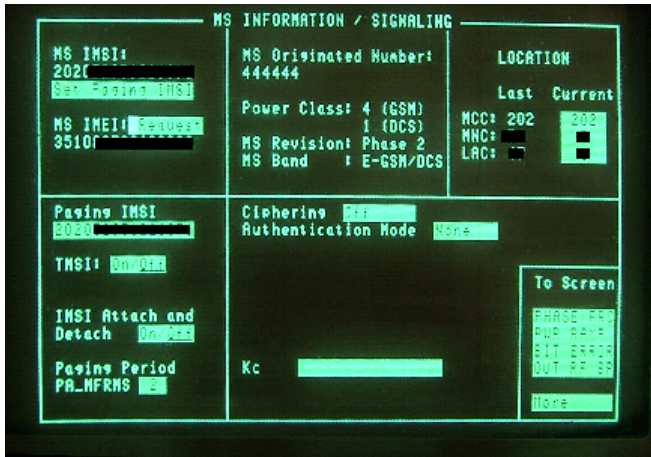 MS INFORMATION / SIGNALING
MS IMSI:
2020
Set Paging IMSI
MS IMEI: Request
3510
MS Originated Number:
444444
Power Class: 4 (GSM)
1 (DCS)
MS Revision: Phase 2
MS Band : E-GSM/DCS
LOCATION
Last Current
MCC: 202 202
MNC:
LAC:
Paging IMSI
2020
TMSI: On/Off
IMSI Attach and
Detach On/Off
Paging Period
PA_MFRMS 2
Ciphering Off
Authentication Mode None
Kc
To Screen
PHASE FRQ
PWR RAMP
BIT ERROR
OUT RF SP
More